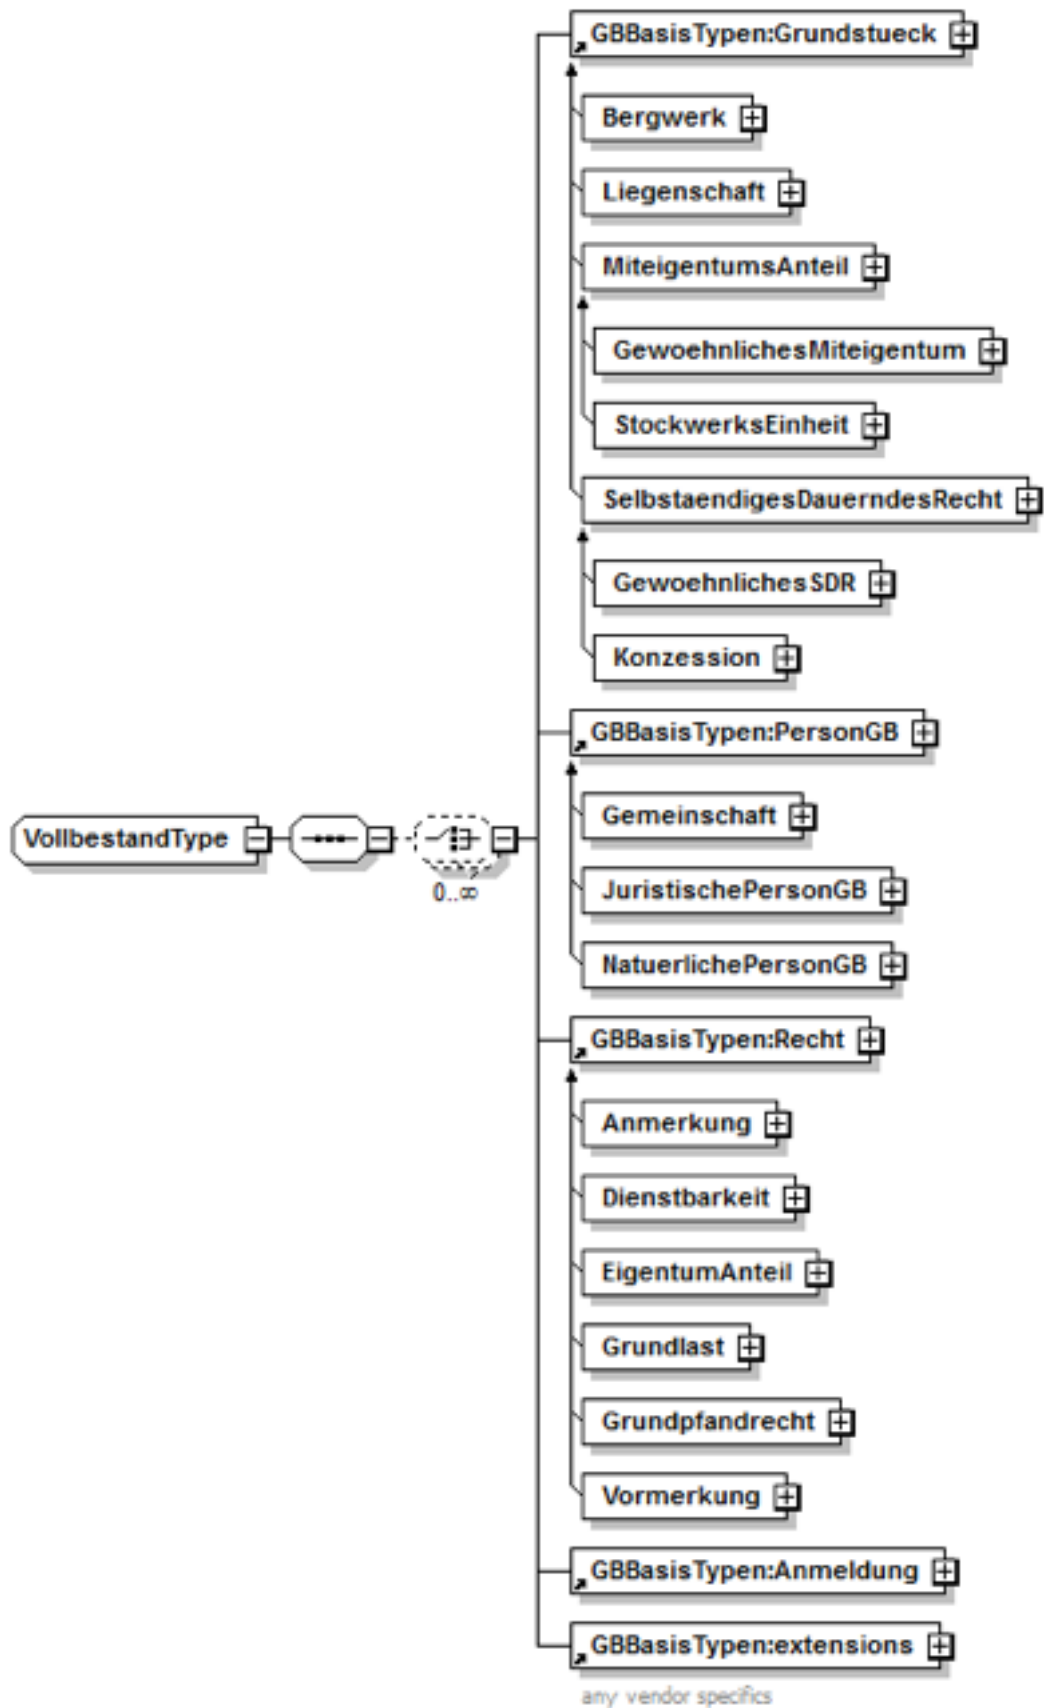 GBBasisTypen:Grundstueck
Bergwerk
Liegenschaft
MiteigentumsAnteil
GewoehnlichesMiteigentum
StockwerksEinheit
SelbstaendigesDauerndesRecht
GewoehnlichesSDR
Konzession
GBBasisTypen:PersonGB
Gemeinschaft
VollbestandType
0..∞
JuristischePersonGB
NatuerlichePersonGB
GBBasisTypen:Recht
Anmerkung
Dienstbarkeit
EigentumAnteil
Grundlast
Grundpfandrecht
Vormerkung
GBBasisTypen:Anmeldung
GBBasisTypen:extensions
any vendor specifics